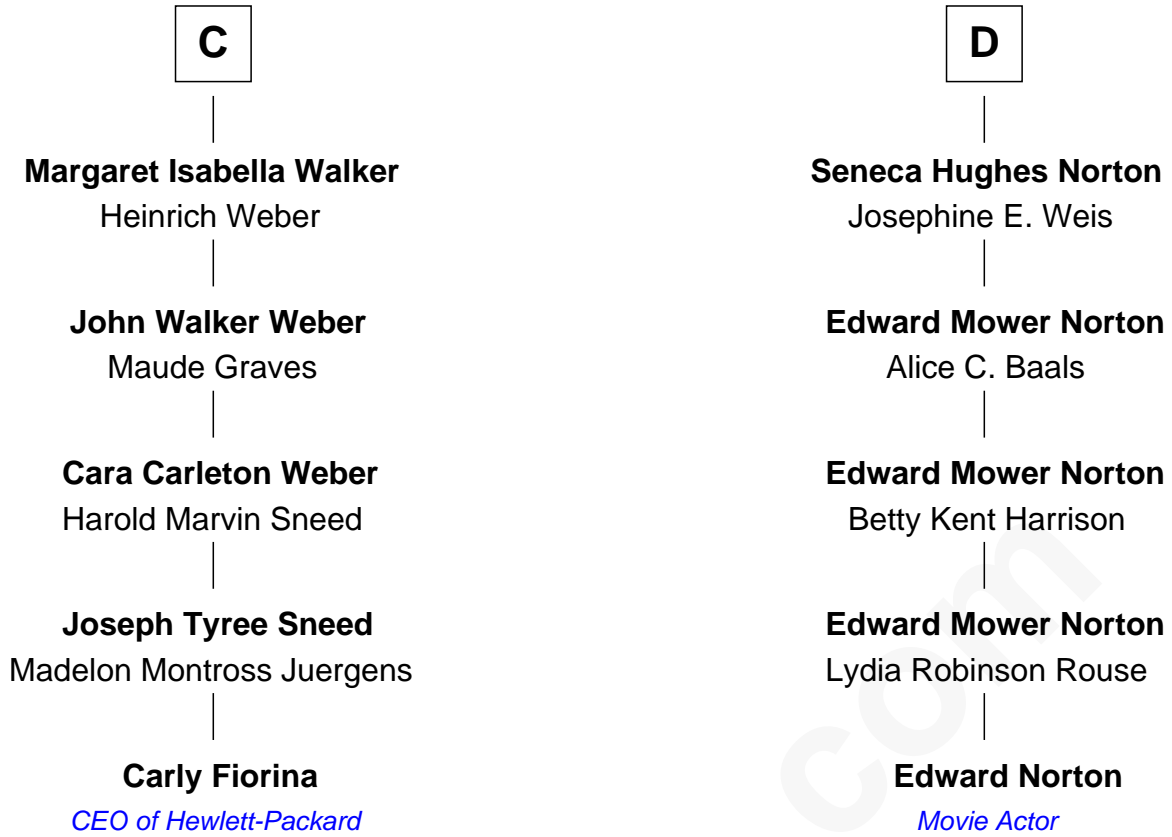 C
Margaret Isabella Walker
Heinrich Weber
John Walker Weber
Maude Graves
Cara Carleton Weber
Harold Marvin Sneed
Joseph Tyree Sneed
Madelon Montross Juergens
Carly Fiorina
CEO of Hewlett-Packard
D
Seneca Hughes Norton
Josephine E. Weis
Edward Mower Norton
Alice C. Baals
Edward Mower Norton
Betty Kent Harrison
Edward Mower Norton
Lydia Robinson Rouse
Edward Norton
Movie Actor
com